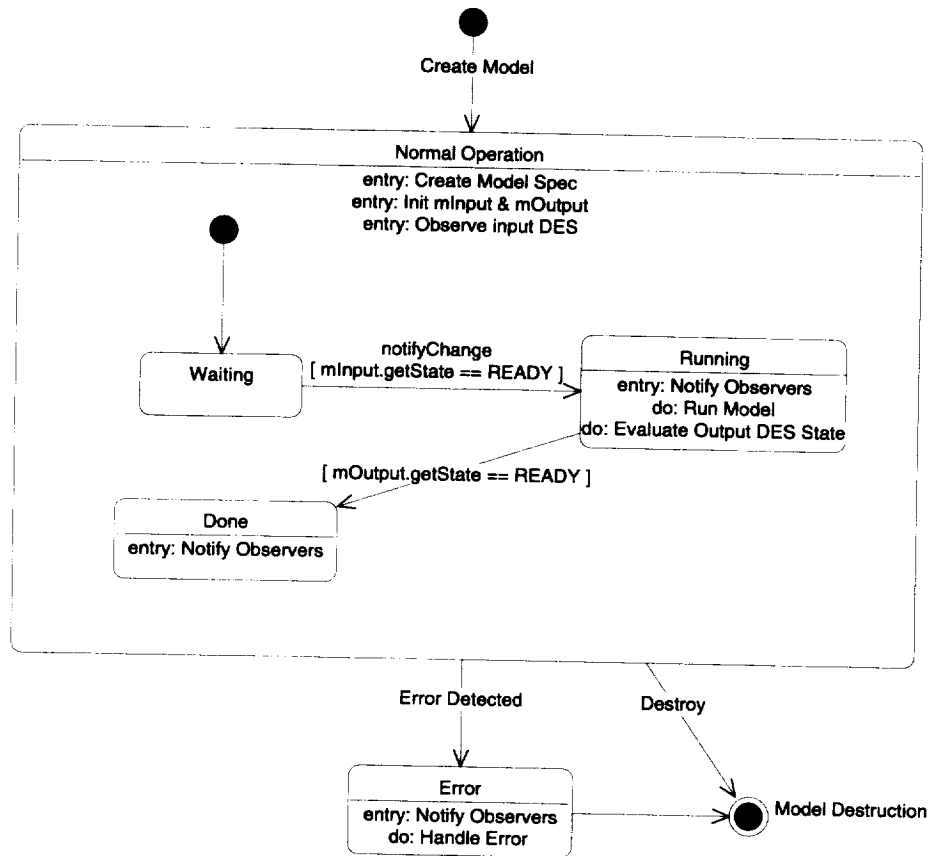 Create Model
Normal Operation
entry: Create Model Spec
entry: Init mInput & mOutput
entry: Observe input DES
notifyChange
[ mInput.getState == READY ]
Waiting
Running
entry: Notify Observers
do: Run Model
do: Evaluate Output DES State
[ mOutput.getState == READY ]
Done
entry: Notify Observers
Error Detected
Destroy
Error
entry: Notify Observers
do: Handle Error
Model Destruction